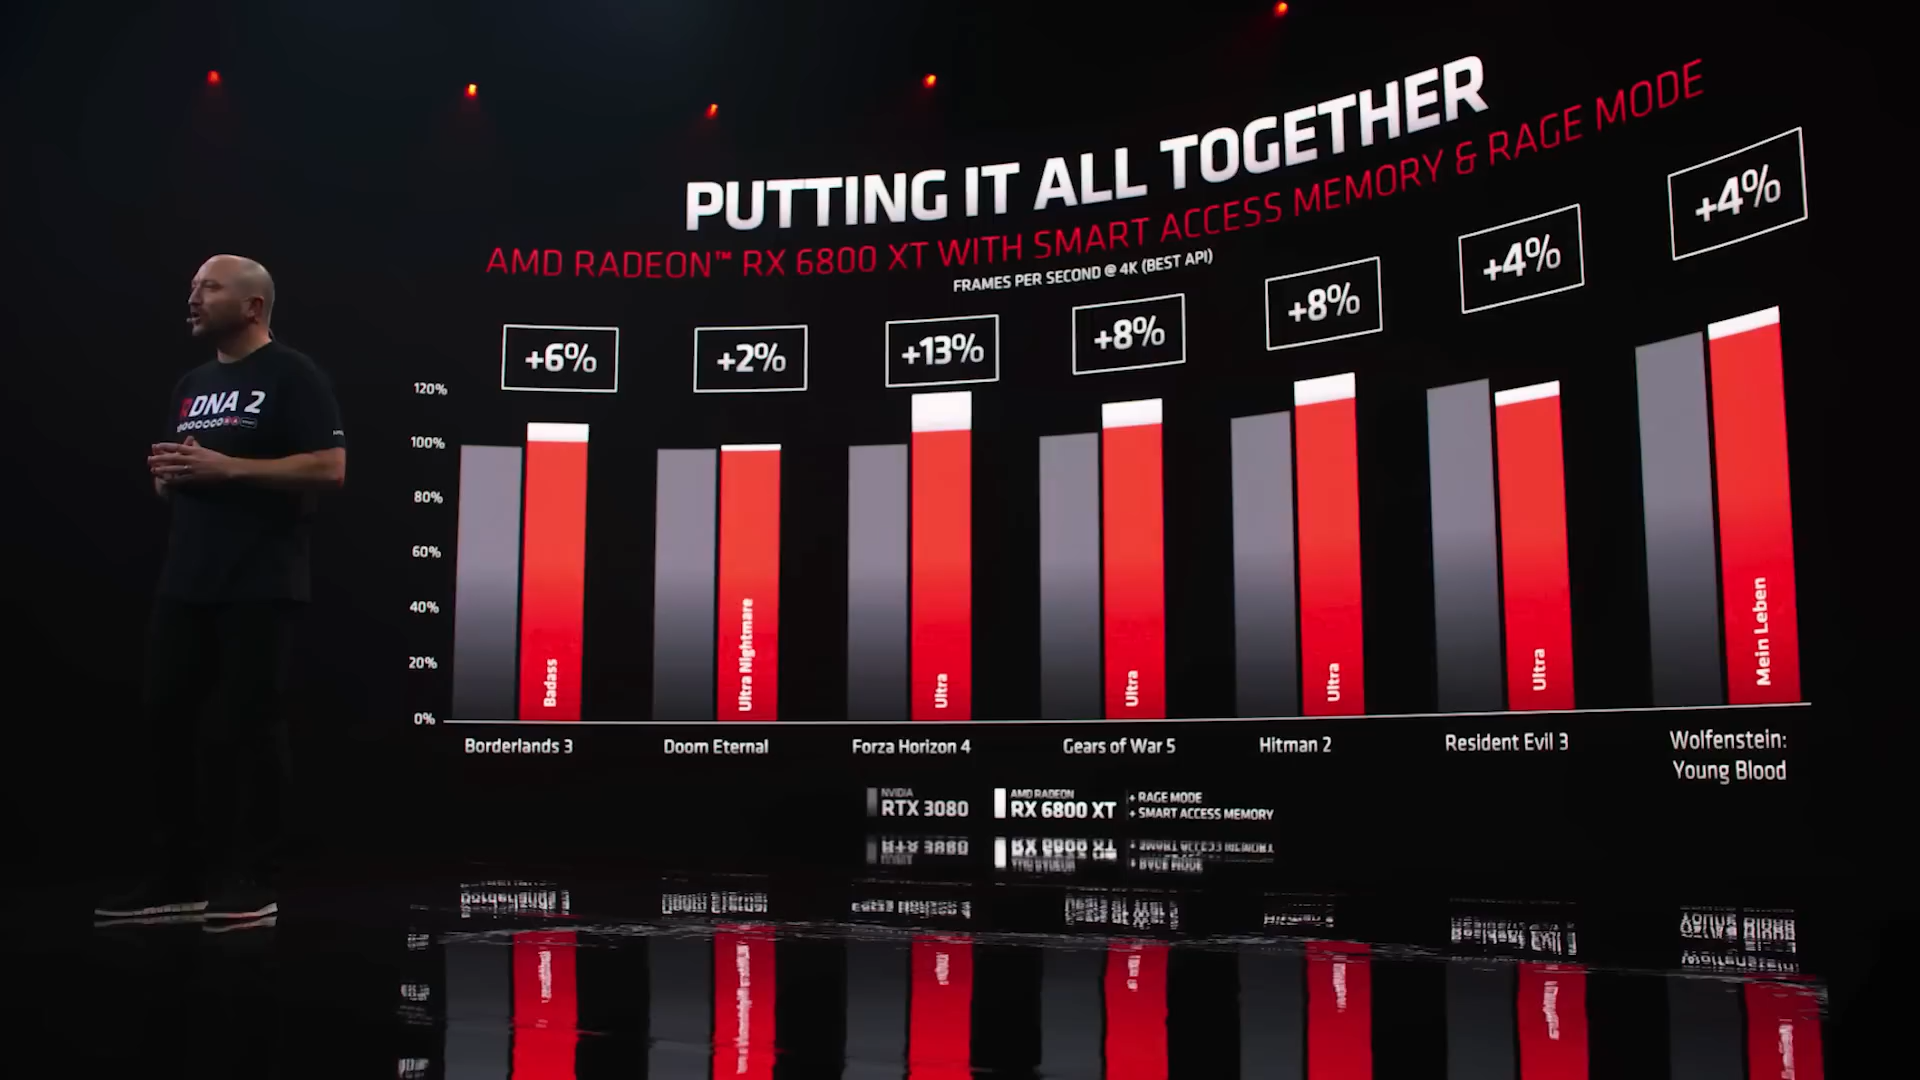 PUTTING IT ALL TOGETHER
AMD RADEON™ RX 6800 XT WITH SMART ACCESS MEMORY & RAGE MODE
FRAMES PER SECOND @ 4K (BEST API)
+6%
+2%
+13%
+8%
+8%
+4%
+4%
120%
100%
80%
60%
40%
20%
0%
RDNA 2
Badass
Ultra Nightmare
Ultra
Ultra
Ultra
Ultra
Mein Leben
Borderlands 3
Doom Eternal
Forza Horizon 4
Gears of War 5
Hitman 2
Resident Evil 3
Wolfenstein:
Young Blood
NVIDIA
RTX 3080
AMD RADEON
RX 6800 XT
+ RAGE MODE
+ SMART ACCESS MEMORY